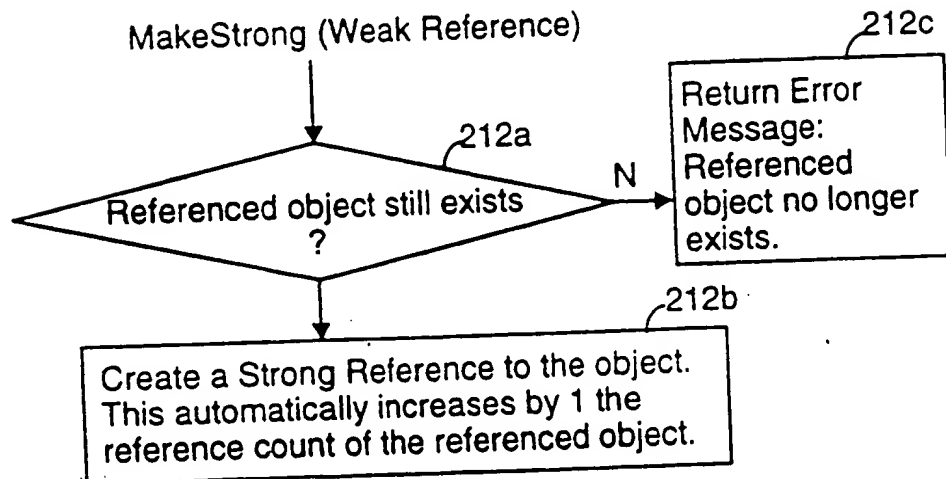 MakeStrong (Weak Reference)
212c
Return Error
Message:
Referenced
object no longer
exists.
212a
N
Referenced object still exists
?
212b
Create a Strong Reference to the object.
This automatically increases by 1 the
reference count of the referenced object.